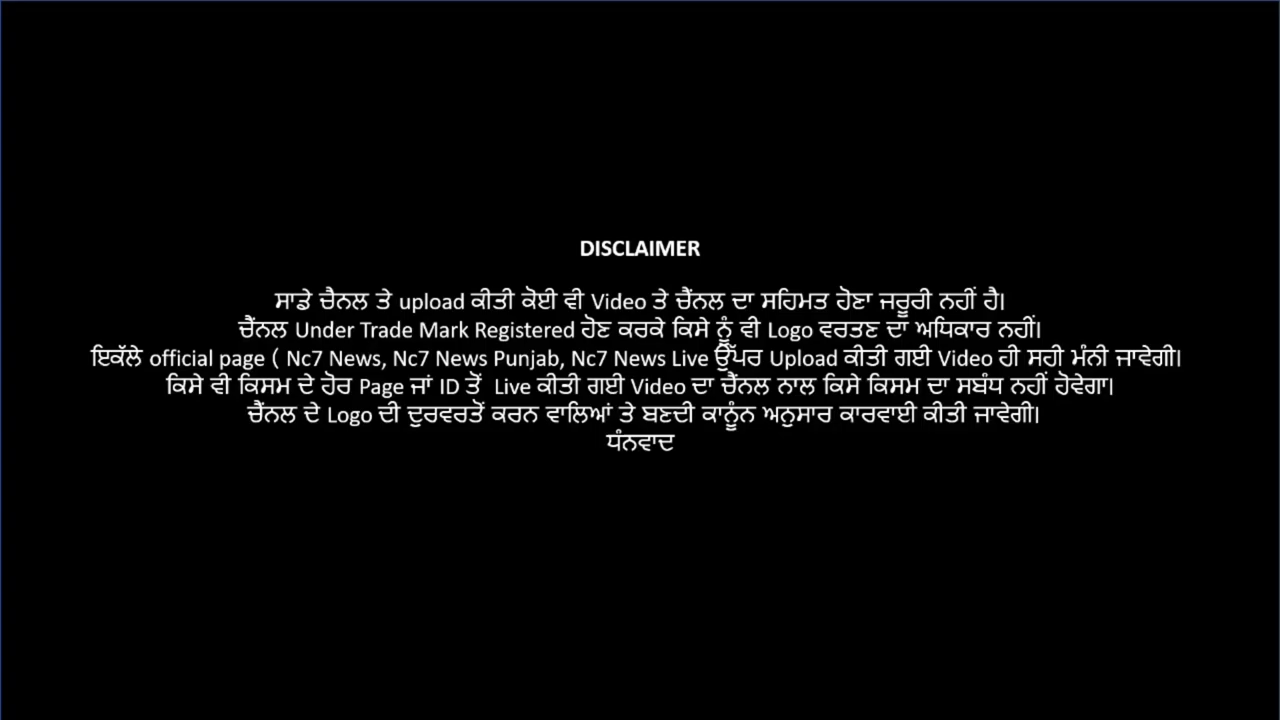 DISCLAIMER
ਸਾਡੇ ਚੈਨਲ ਤੇ upload ਕੀਤੀ ਕੋਈ ਵੀ Video ਤੇ ਚੈਂਨਲ ਦਾ ਸਹਿਮਤ ਹੋਣਾ ਜਰੂਰੀ ਨਹੀਂ ਹੈ।
ਚੈਂਨਲ Under Trade Mark Registered ਹੋਣ ਕਰਕੇ ਕਿਸੇ ਨੂੰ ਵੀ Logo ਵਰਤਣ ਦਾ ਅਧਿਕਾਰ ਨਹੀਂ।
ਇਕੱਲੇ official page ( Nc7 News, Nc7 News Punjab, Nc7 News Live ਉੱਪਰ Upload ਕੀਤੀ ਗਈ Video ਹੀ ਸਹੀ ਮੰਨੀ ਜਾਵੇਗੀ।
ਕਿਸੇ ਵੀ ਕਿਸਮ ਦੇ ਹੋਰ Page ਜਾਂ ID ਤੋਂ Live ਕੀਤੀ ਗਈ Video ਦਾ ਚੈਂਨਲ ਨਾਲ ਕਿਸੇ ਕਿਸਮ ਦਾ ਸਬੰਧ ਨਹੀਂ ਹੋਵੇਗਾ।
ਚੈਂਨਲ ਦੇ Logo ਦੀ ਦੁਰਵਰਤੋਂ ਕਰਨ ਵਾਲਿਆਂ ਤੇ ਬਣਦੀ ਕਾਨੂੰਨ ਅਨੁਸਾਰ ਕਾਰਵਾਈ ਕੀਤੀ ਜਾਵੇਗੀ।
ਧੰਨਵਾਦ